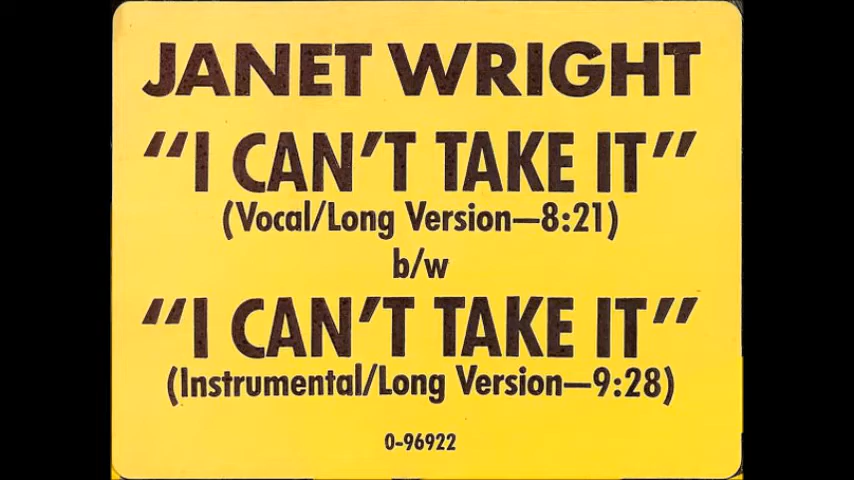 JANET WRIGHT
"I CAN'T TAKE IT"
(Vocal/Long Version—8:21)
b/w
"I CAN'T TAKE IT"
(Instrumental/Long Version—9:28)
0-96922